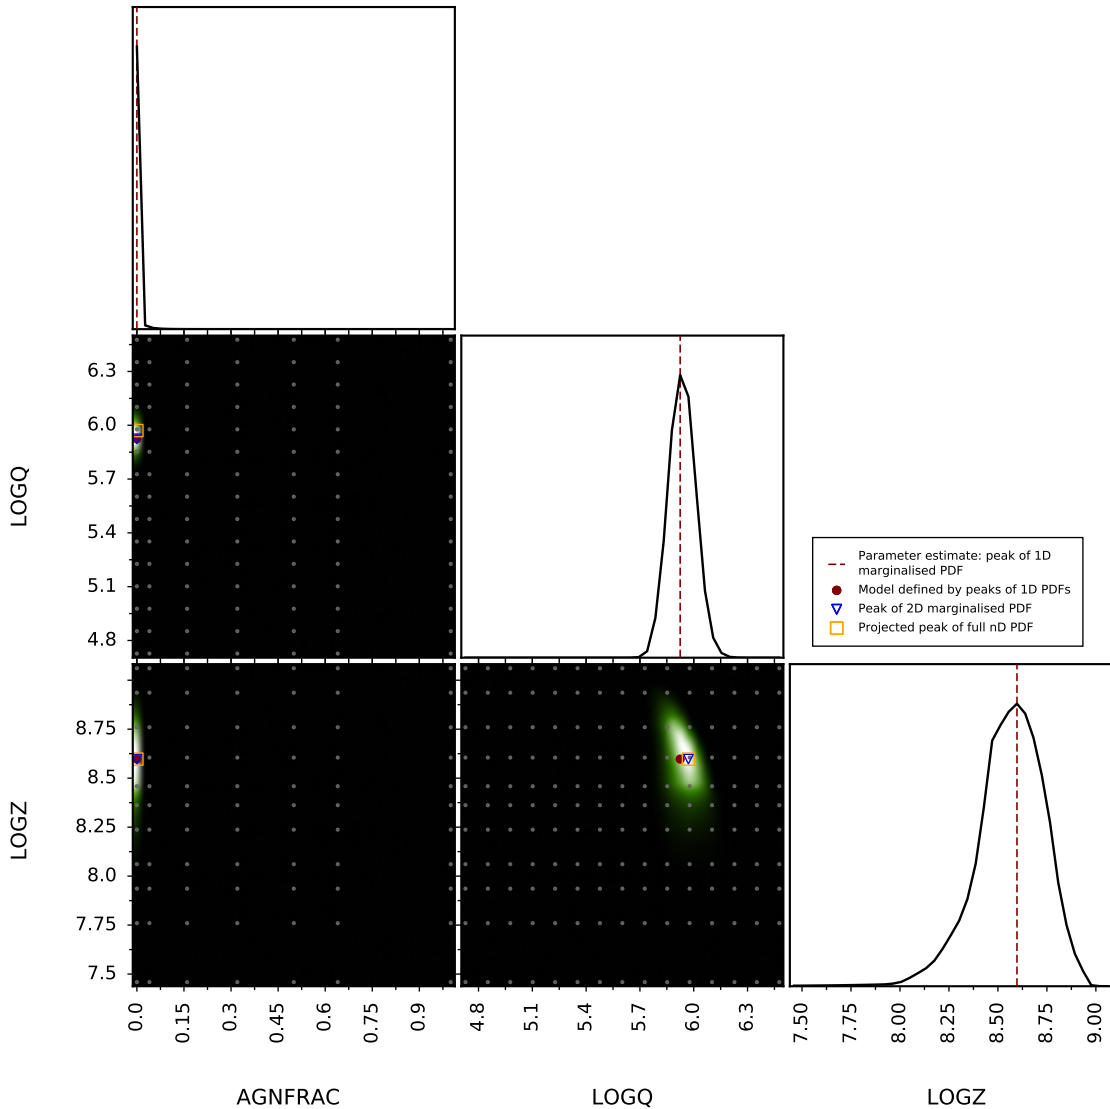 6.3
6.0
5.7
5.4
5.1
4.8
LOGQ
Parameter estimate: peak of 1D
marginalised PDF
Model defined by peaks of 1D PDFs
Peak of 2D marginalised PDF
Projected peak of full nD PDF
8.75
8.5
8.25
8.0
7.75
7.5
LOGZ
0.0 0.15 0.3 0.45 0.6 0.75 0.9
4.8 5.1 5.4 5.7 6.0 6.3
7.50 7.75 8.00 8.25 8.50 8.75 9.00
AGNFRAC LOGQ LOGZ